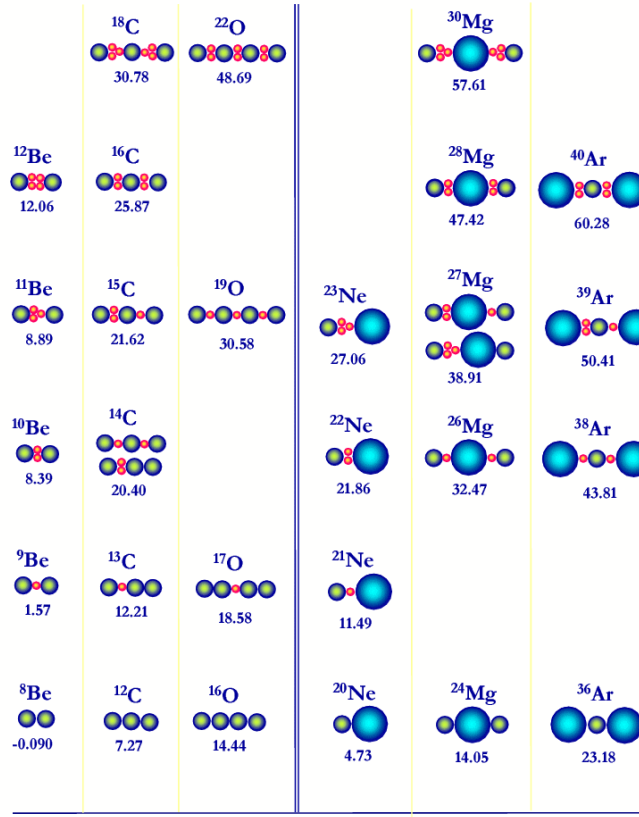 ¹⁸C ²²O ³⁰Mg
30.78 48.69 57.61
¹²Be ¹⁶C ²⁸Mg ⁴⁰Ar
12.06 25.87 47.42 60.28
¹¹Be ¹⁵C ¹⁹O ²³Ne ²⁷Mg ³⁹Ar
8.89 21.62 30.58 27.06 38.91 50.41
¹⁰Be ¹⁴C ²²Ne ²⁶Mg ³⁸Ar
8.39 20.40 21.86 32.47 43.81
⁹Be ¹³C ¹⁷O ²¹Ne
1.57 12.21 18.58 11.49
⁸Be ¹²C ¹⁶O ²⁰Ne ²⁴Mg ³⁶Ar
-0.090 7.27 14.44 4.73 14.05 23.18